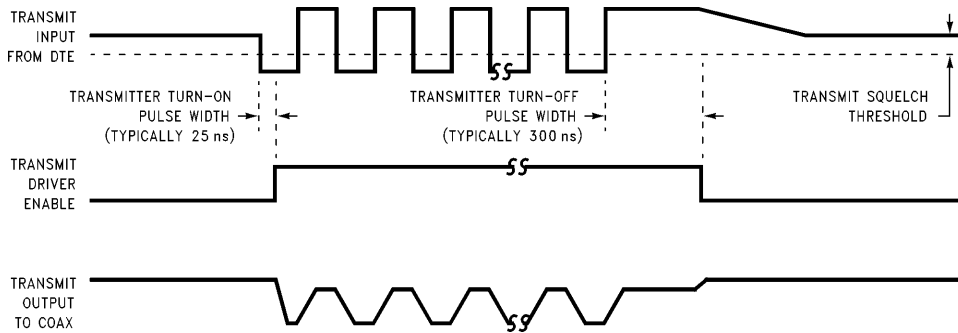 TRANSMIT
INPUT
FROM DTE
TRANSMITTER TURN-ON
PULSE WIDTH
(TYPICALLY 25 ns)
TRANSMITTER TURN-OFF
PULSE WIDTH
(TYPICALLY 300 ns)
TRANSMIT SQUELCH
THRESHOLD
TRANSMIT
DRIVER
ENABLE
TRANSMIT
OUTPUT
TO COAX